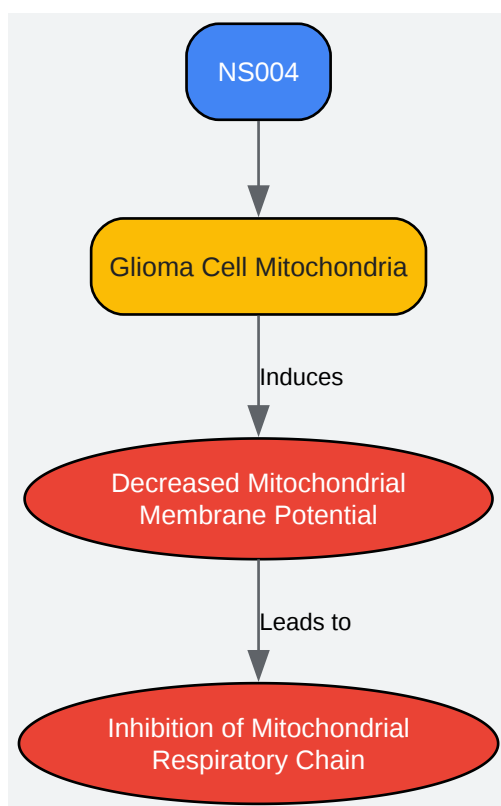 NS004
Glioma Cell Mitochondria
Induces
Decreased Mitochondrial
Membrane Potential
Leads to
Inhibition of Mitochondrial
Respiratory Chain